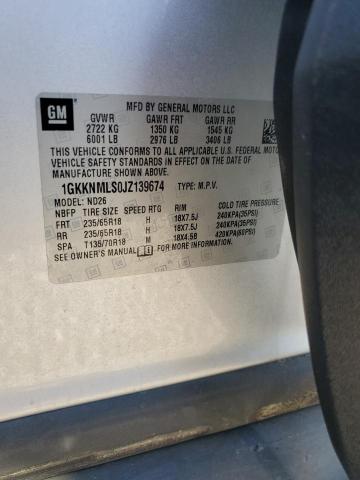 GM
MFD BY GENERAL MOTORS LLC
GVWR GAWR FRT GAWR RR
2722 KG 1350 KG 1545 KG
6001 LB 2976 LB 3406 LB
THIS VEHICLE CONFORMS TO ALL APPLICABLE U.S. FEDERAL MOTOR
VEHICLE SAFETY
STANDARDS IN EFFECT ON THE DATE OF
MANUFACTURE SHOWN ABOVE.
1GKKNMLS0JZ139674 TYPE: M.P.V.
MODEL: ND26
NBFP TIRE SIZE SPEED RTG RIM COLD TIRE PRESSURE
FRT 235/65R18 H 18X7.5J 240KPA(35PSI)
RR 235/65R18 H 18X7.5J 240KPA(35PSI)
SPA T135/70R18 M 18X4.5B 420KPA(60PSI)
SEE OWNER'S MANUAL FOR MORE INFORMATION.